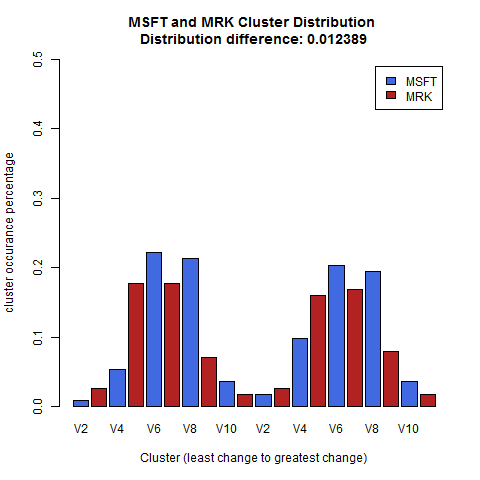 MSFT and MRK Cluster Distribution
Distribution difference: 0.012389
MSFT
MRK
cluster occurance percentage
0.5
0.4
0.3
0.2
0.1
0.0
V2 V4 V6 V8 V10 V2 V4 V6 V8 V10
Cluster (least change to greatest change)